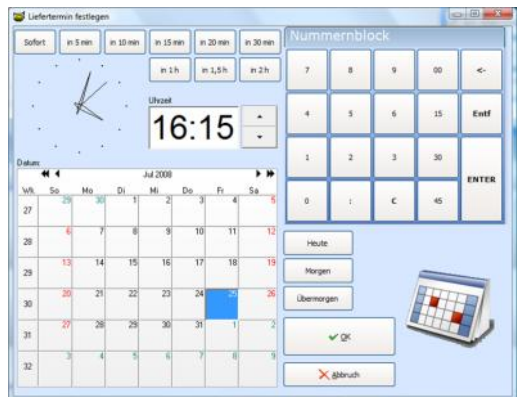 Liefertermin festlegen
Sofort in 5 min in 10 min in 15 min in 20 min in 30 min
in 1 h in 1,5 h in 2 h
Uhrzeit
16:15
Datum:
Jul 2008
Wk So Mo Di Mi Do Fr Sa
27 29 30 1 2 3 4 5
28 6 7 8 9 10 11 12
29 13 14 15 16 17 18 19
30 20 21 22 23 24 25 26
31 27 28 29 30 31 1 2
32 3 4 5 6 7 8 9
Nummernblock
7 8 9 00 <-
4 5 6 15 Entf
1 2 3 30
ENTER
0 : C 45
Heute
Morgen
Übermorgen
OK
Abbruch